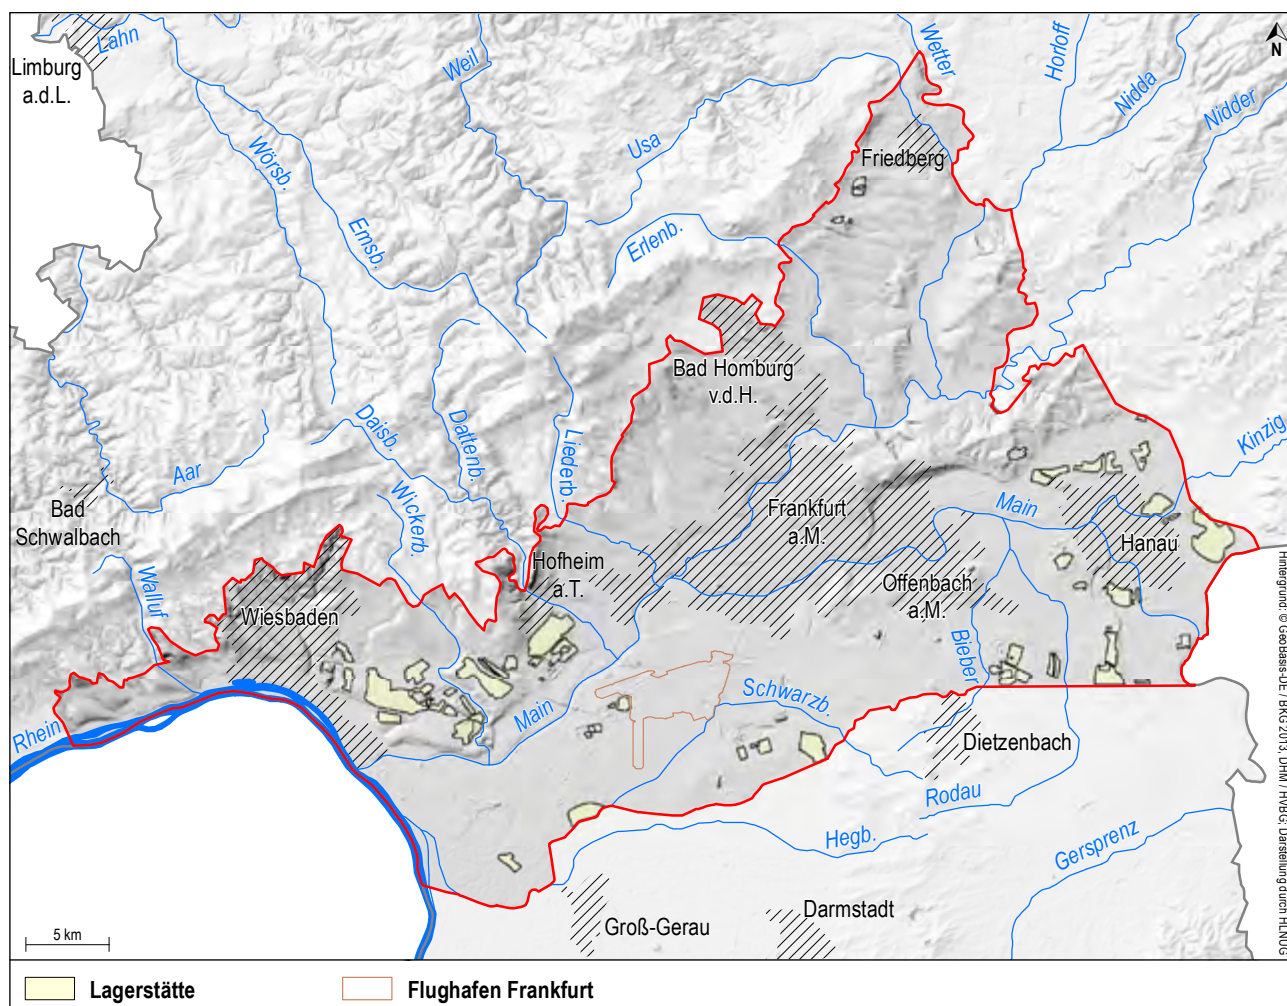 Lahn
Limburg
a.d.L.
Weil
Wetter
Horloff
N
Nidda
Nidder
Wörsb.
Usa
Friedberg
Emsb.
Erlenb.
Bad Homburg
v.d.H.
Daisb.
Dattenb.
Liederb.
Kinzig
Aar
Bad
Schwalbach
Wickerb.
Frankfurt
a.M.
Main
Hanau
Hofheim
a.T.
Walluf
Wiesbaden
Offenbach
a.M.
Bieber
Rhein
Main
Schwarzb.
Dietzenbach
Rodau
Hegb.
Gersprenz
Darmstadt
Groß-Gerau
5 km
Hintergrund: © GeoBasis-DE / BKG 2013, DHM / HVBG; Darstellung durch HLNUG
Lagerstätte
Flughafen Frankfurt